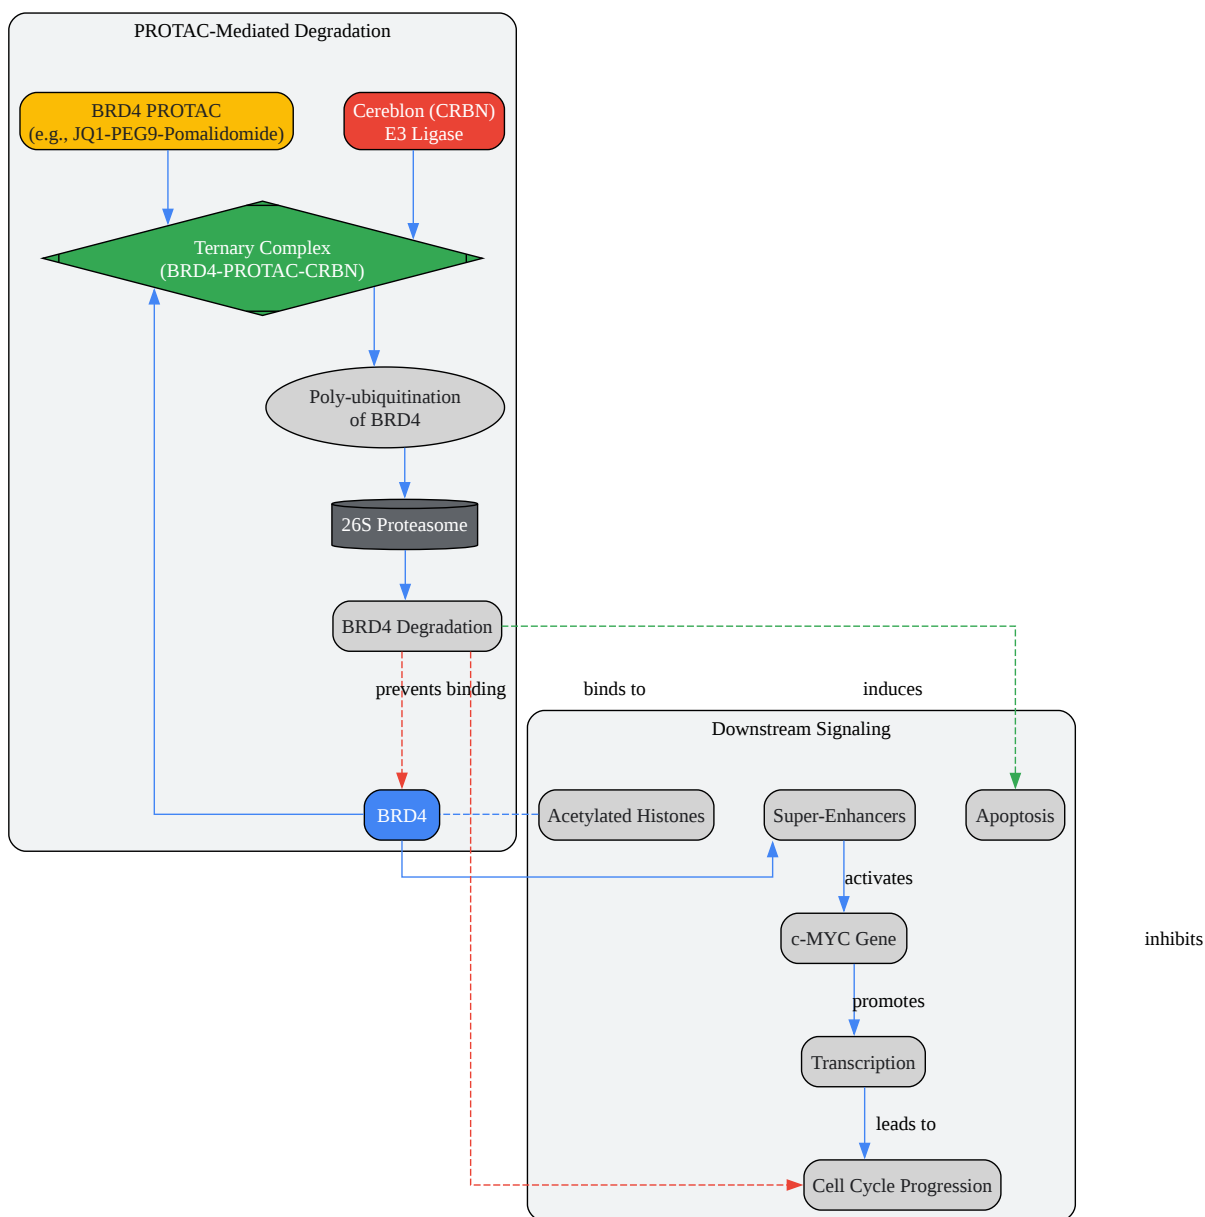 PROTAC-Mediated Degradation
BRD4 PROTAC
(e.g., JQ1-PEG9-Pomalidomide)
Cereblon (CRBN)
E3 Ligase
Ternary Complex
(BRD4-PROTAC-CRBN)
Poly-ubiquitination
of BRD4
26S Proteasome
BRD4 Degradation
prevents binding
binds to
induces
Downstream Signaling
BRD4
Acetylated Histones
Super-Enhancers
Apoptosis
activates
c-MYC Gene
inhibits
promotes
Transcription
leads to
Cell Cycle Progression